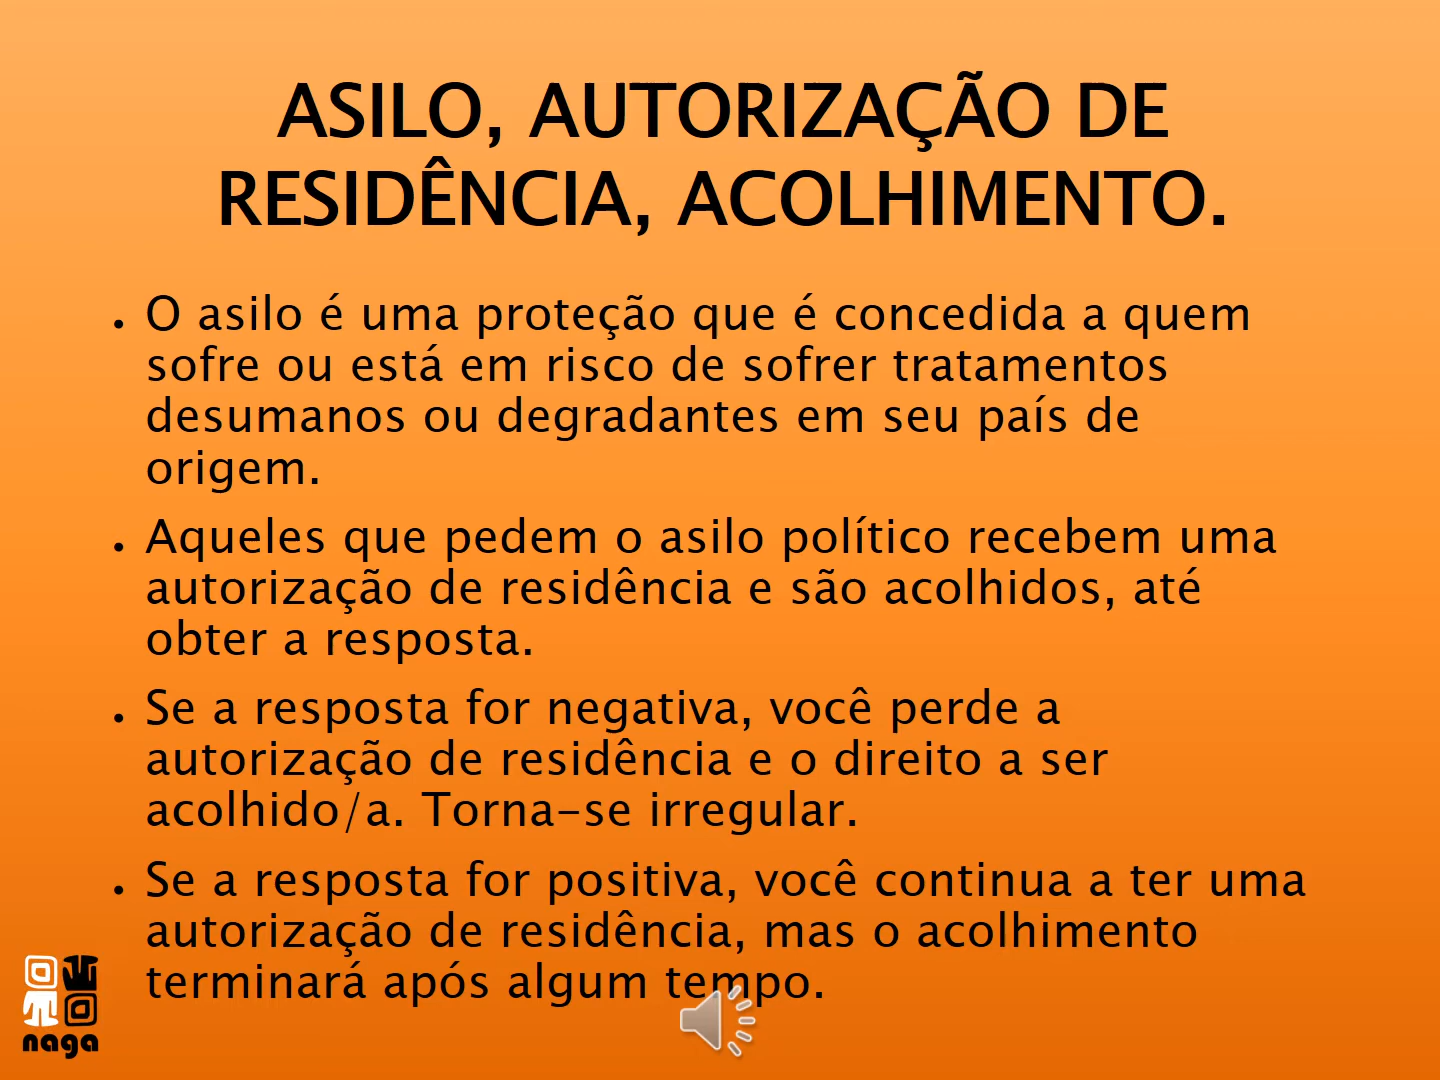 ASILO, AUTORIZAÇÃO DE
RESIDÊNCIA, ACOLHIMENTO.
• O asilo é uma proteção que é concedida a quem
sofre ou está em risco de sofrer tratamentos
desumanos ou degradantes em seu país de
origem.
• Aqueles que pedem o asilo político recebem uma
autorização de residência e são acolhidos, até
obter a resposta.
• Se a resposta for negativa, você perde a
autorização de residência e o direito a ser
acolhido/a. Torna-se irregular.
• Se a resposta for positiva, você continua a ter uma
autorização de residência, mas o acolhimento
terminará após algum tempo.
naga